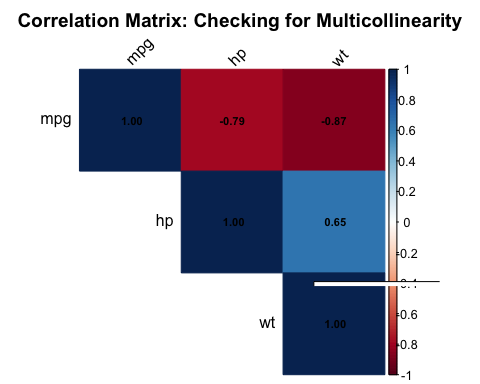 Correlation Matrix: Checking for Multicollinearity
mpg hp wt
mpg 1.00 -0.79 -0.87
hp 1.00 0.65
wt 1.00
1
0.8
0.6
0.4
0.2
0
-0.2
-0.6
-0.8
-1